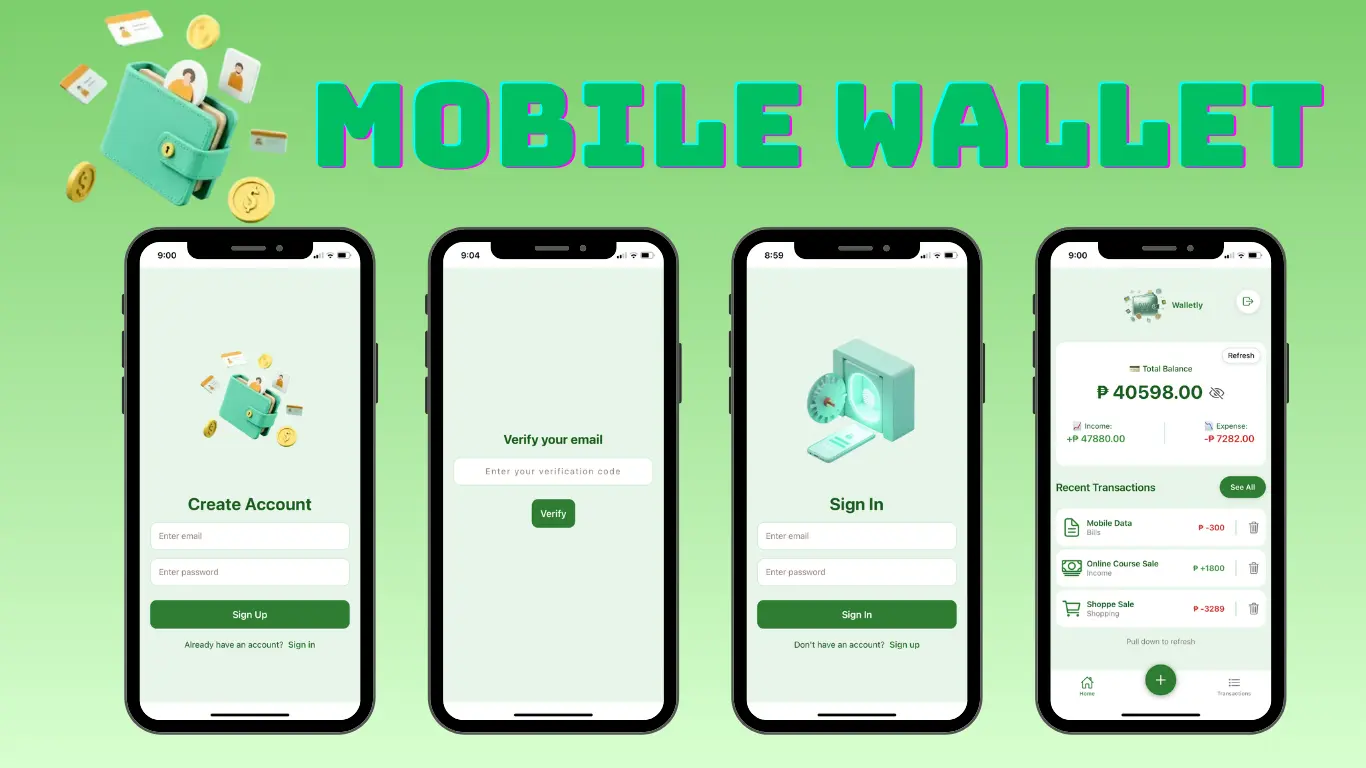 MOBILE WALLET
9:00
Create Account
Enter email
Enter password
Sign Up
Already have an account? Sign in
9:04
Verify your email
Enter your verification code
Verify
8:59
Sign In
Enter email
Enter password
Sign In
Don't have an account? Sign up
9:00
Walletly
Refresh
Total Balance
₱ 40598.00
Income:
+₱ 47880.00
Expense:
-₱ 7282.00
Recent Transactions
See All
Mobile Data
Bills
₱ -300
Online Course Sale
Income
₱ +1800
Shoppe Sale
Shopping
₱ -3289
Pull down to refresh
Home
+
Transactions